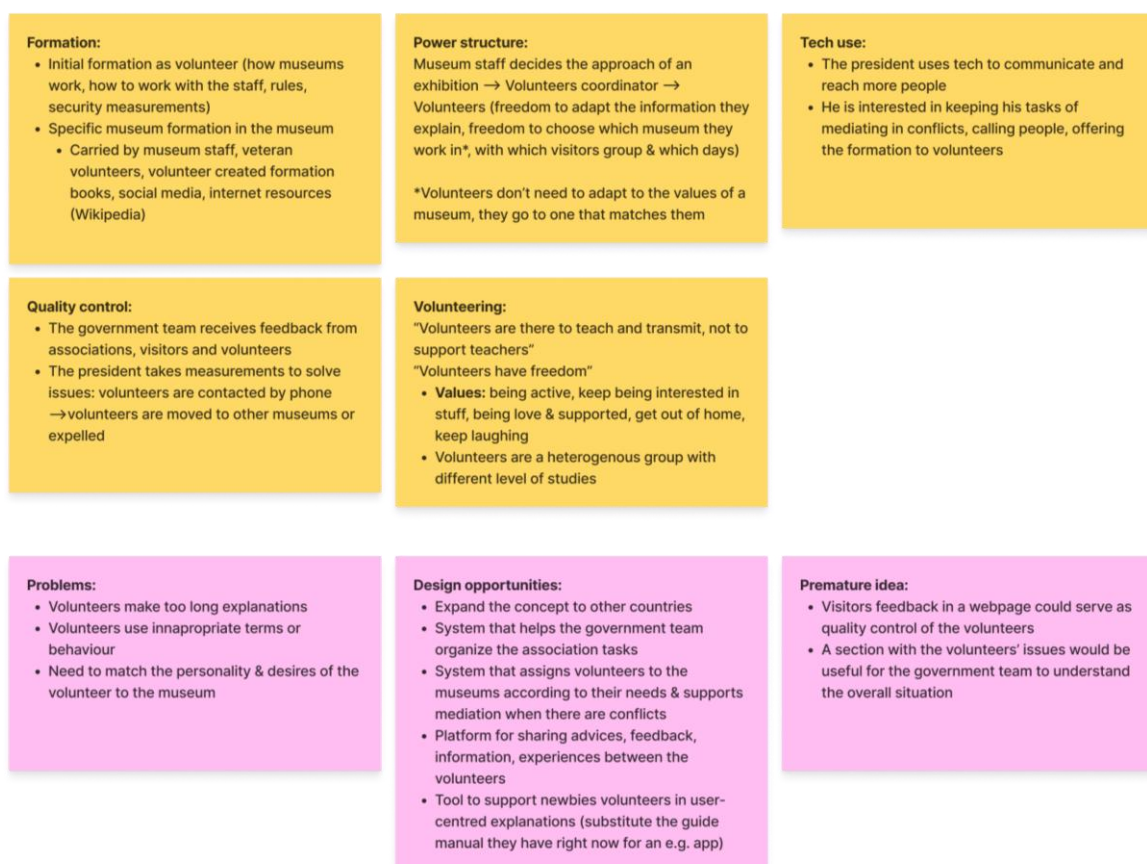 Formation:
• Initial formation as volunteer (how museums
work, how to work with the staff, rules,
security measurements)
• Specific museum formation in the museum
• Carried by museum staff, veteran
volunteers, volunteer created formation
books, social media, internet resources
(Wikipedia)
Power structure:
Museum staff decides the approach of an
exhibition → Volunteers coordinator →
Volunteers (freedom to adapt the information they
explain, freedom to choose which museum they
work in*, with which visitors group & which days)
*Volunteers don't need to adapt to the values of a
museum, they go to one that matches them
Tech use:
• The president uses tech to communicate and
reach more people
• He is interested in keeping his tasks of
mediating in conflicts, calling people, offering
the formation to volunteers
Quality control:
• The government team receives feedback from
associations, visitors and volunteers
• The president takes measurements to solve
issues: volunteers are contacted by phone
→volunteers are moved to other museums or
expelled
Volunteering:
"Volunteers are there to teach and transmit, not to
support teachers"
"Volunteers have freedom"
• Values: being active, keep being interested in
stuff, being love & supported, get out of home,
keep laughing
• Volunteers are a heterogenous group with
different level of studies
Problems:
• Volunteers make too long explanations
• Volunteers use innapropriate terms or
behaviour
• Need to match the personality & desires of the
volunteer to the museum
Design opportunities:
• Expand the concept to other countries
• System that helps the government team
organize the association tasks
• System that assigns volunteers to the
museums according to their needs & supports
mediation when there are conflicts
• Platform for sharing advices, feedback,
information, experiences between the
volunteers
• Tool to support newbies volunteers in user-
centred explanations (substitute the guide
manual they have right now for an e.g. app)
Premature idea:
• Visitors feedback in a webpage could serve as
quality control of the volunteers
• A section with the volunteers' issues would be
useful for the government team to understand
the overall situation